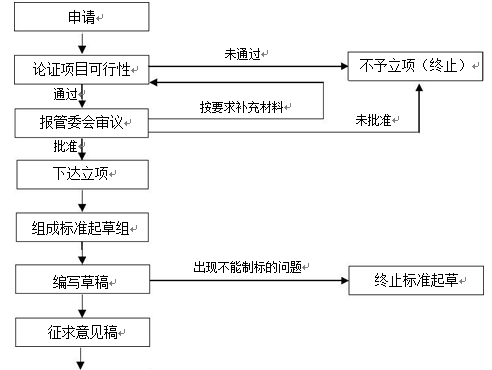 申请
未通过
论证项目可行性
不予立项（终止）
通过
按要求补充材料
报管委会审议
未批准
批准
下达立项
组成标准起草组
出现不能制标的问题
编写草稿
终止标准起草
征求意见稿